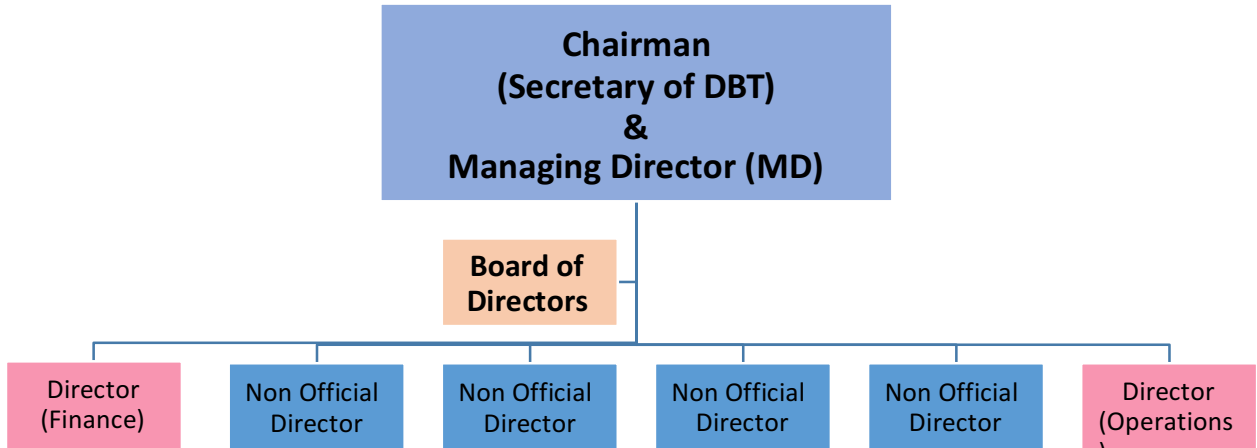 Chairman
(Secretary of DBT)
&
Managing Director (MD)
Board of
Directors
Director
(Finance)
Non Official
Director
Non Official
Director
Non Official
Director
Non Official
Director
Director
(Operations
)